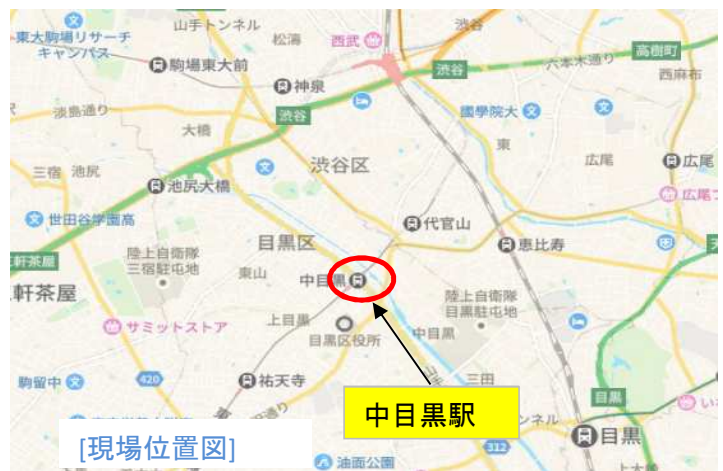 東大駒場リサーチ
キャンパス
山手トンネル
松濤
西武
渋谷
高樹町
駒場東大前
神泉
渋谷
六本木通り
西麻布
淡島通り
渋谷
國學院大
大橋
東
三宿
池尻
渋谷区
広尾
広尾
池尻大橋
広尾
世田谷学園高
代官山
目黒区
恵比寿
軒茶屋
陸上自衛隊
三宿駐屯地
東山
中目黒
軒茶屋
陸上自衛隊
目黒駐屯地
サミットストア
上目黒
目黒区役所
中目黒
駒留中
420
祐天寺
三田
目黒
中目黒駅
ンネル
目黒
[現場位置図]
312
油面公園